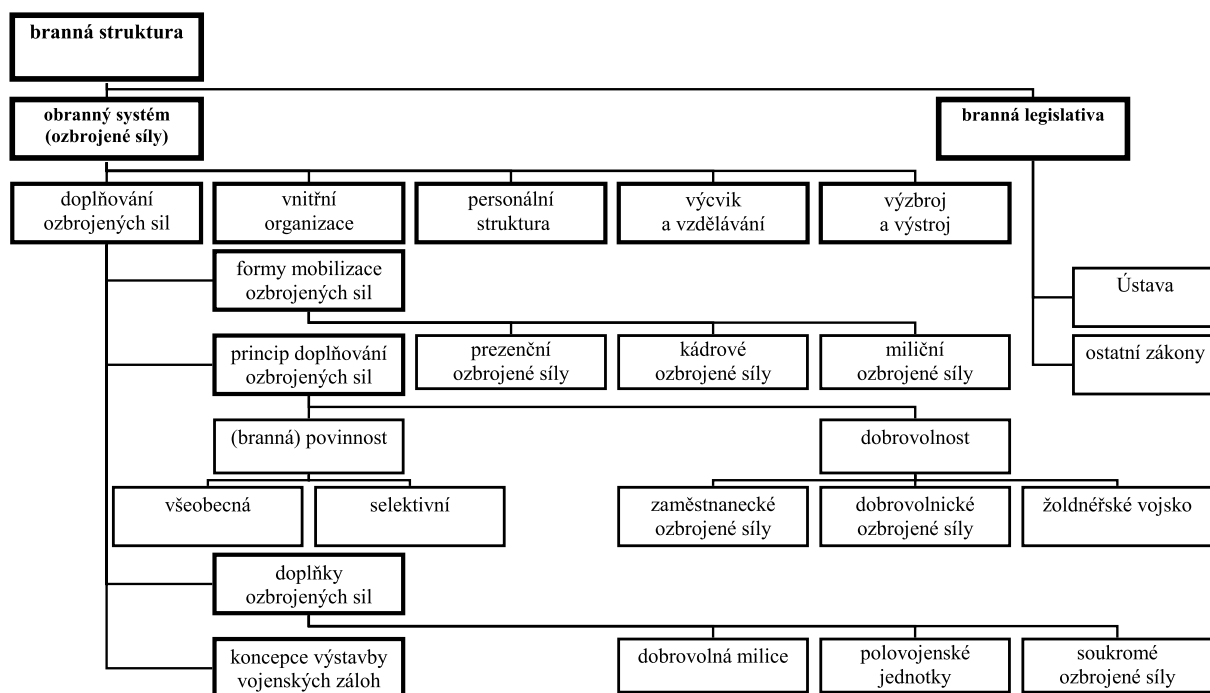 branná struktura
obranný systém
(ozbrojené síly)
branná legislativa
doplňování
ozbrojených sil
vnitřní
organizace
personální
struktura
výcvik
a vzdělávání
výzbroj
a výstroj
formy mobilizace
ozbrojených sil
Ústava
princip doplňování
ozbrojených sil
prezenční
ozbrojené síly
kádrové
ozbrojené síly
miliční
ozbrojené síly
ostatní zákony
(branná) povinnost
dobrovolnost
všeobecná
selektivní
zaměstnanecké
ozbrojené síly
dobrovolnické
ozbrojené síly
žoldnéřské vojsko
doplňky
ozbrojených sil
koncepce výstavby
vojenských záloh
dobrovolná milice
polovojenské
jednotky
soukromé
ozbrojené síly